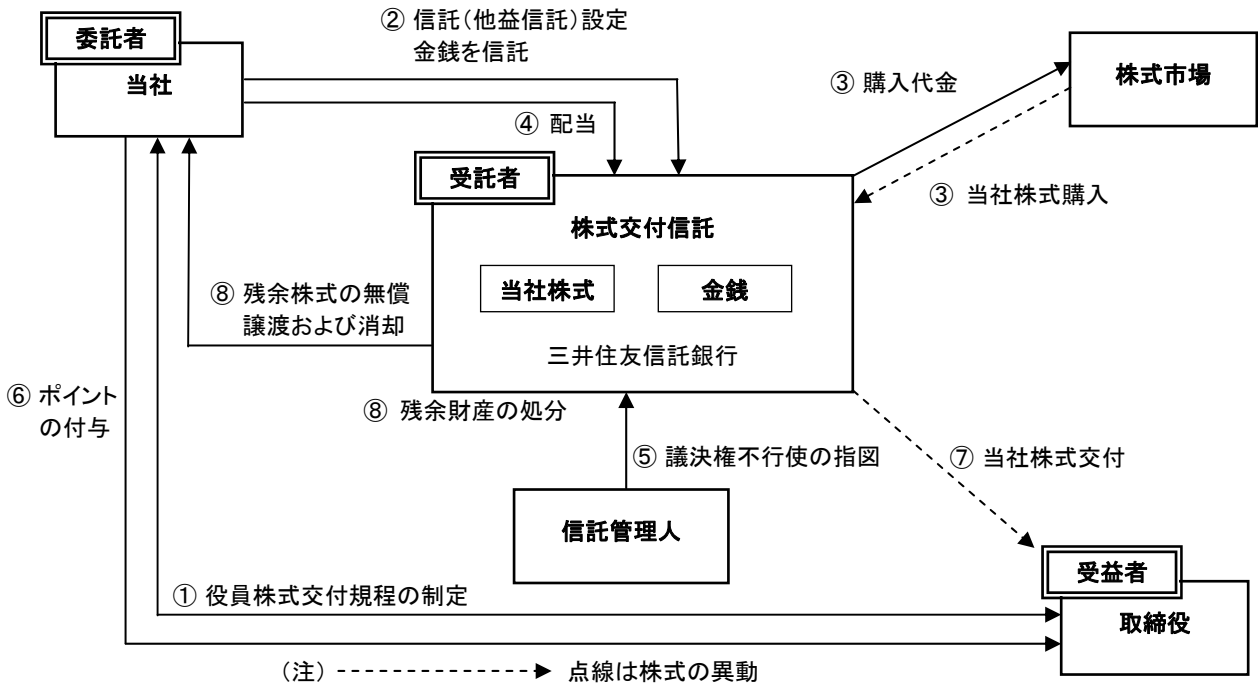 ② 信託（他益信託）設定
金銭を信託
委託者
当社
株式市場
③ 購入代金
④ 配当
受託者
③ 当社株式購入
株式交付信託
当社株式
金銭
⑧ 残余株式の無償
譲渡および消却
三井住友信託銀行
⑥ ポイント
の付与
⑧ 残余財産の処分
⑤ 議決権不行使の指図
⑦ 当社株式交付
信託管理人
受益者
① 役員株式交付規程の制定
取締役
（注） 点線は株式の異動